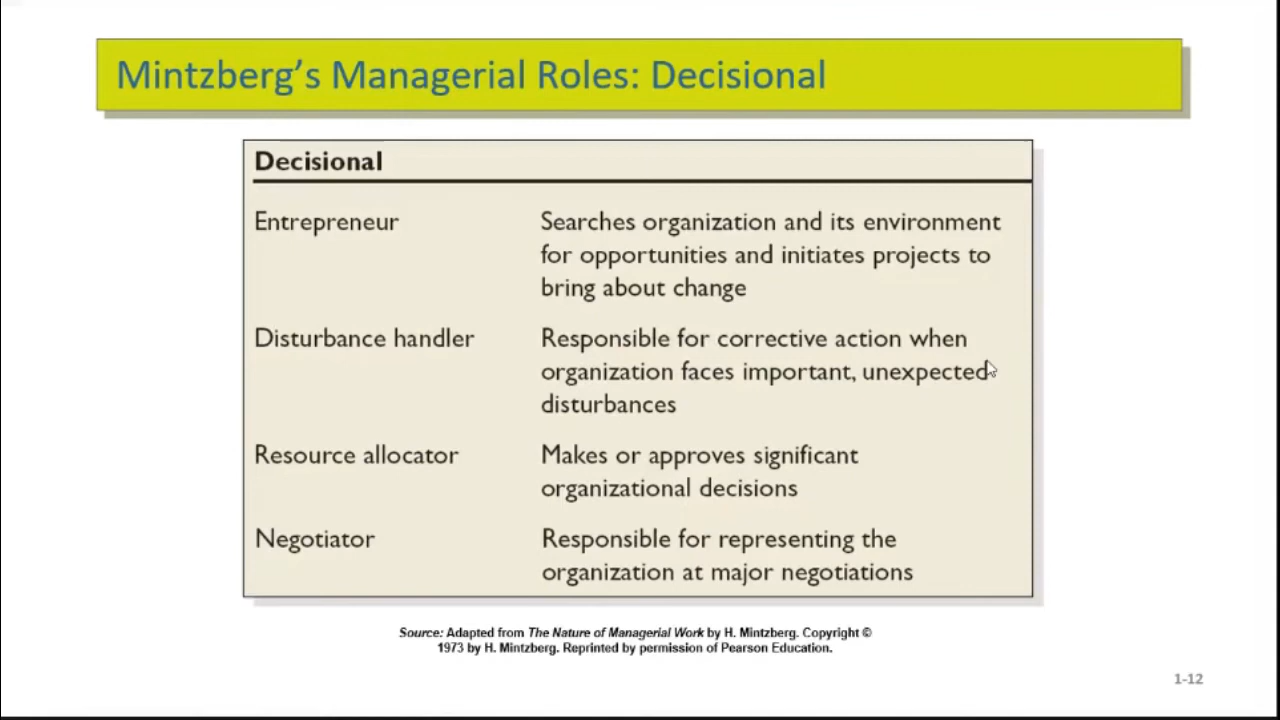 Mintzberg's Managerial Roles: Decisional
Decisional
Entrepreneur
Searches organization and its environment
for opportunities and initiates projects to
bring about change
Disturbance handler
Responsible for corrective action when
organization faces important, unexpected
disturbances
Resource allocator
Makes or approves significant
organizational decisions
Negotiator
Responsible for representing the
organization at major negotiations
Source: Adapted from The Nature of Managerial Work by H. Mintzberg. Copyright ©
1973 by H. Mintzberg. Reprinted by permission of Pearson Education.
1-12